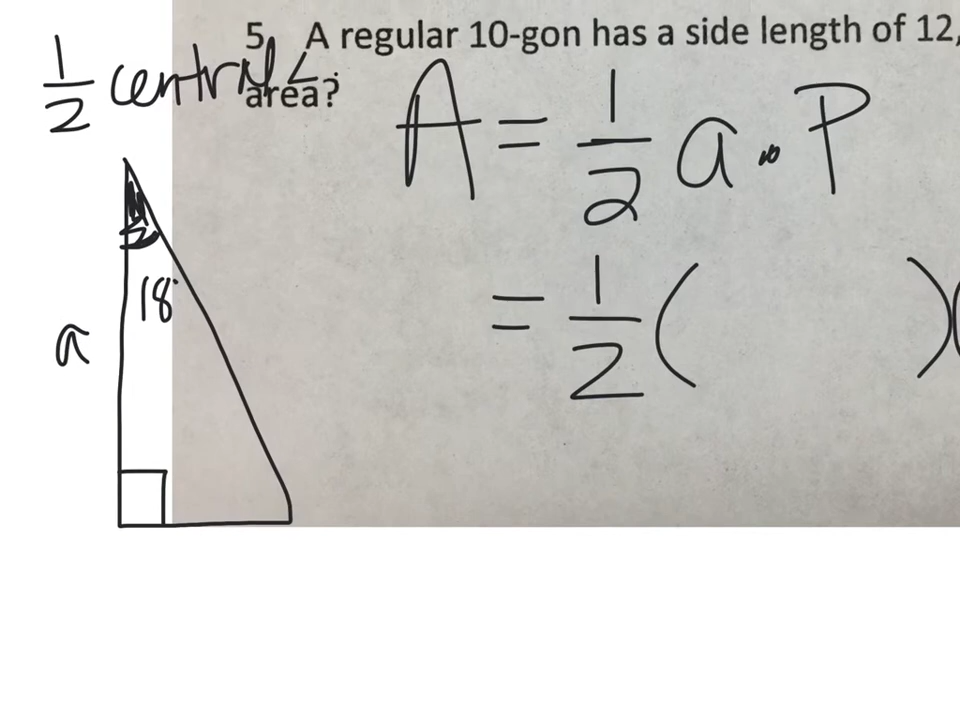 5. A regular 10-gon has a side length of 12,
area?
1/2 central ∠
A = 1/2 a · P
= 1/2 ( )(
18°
a